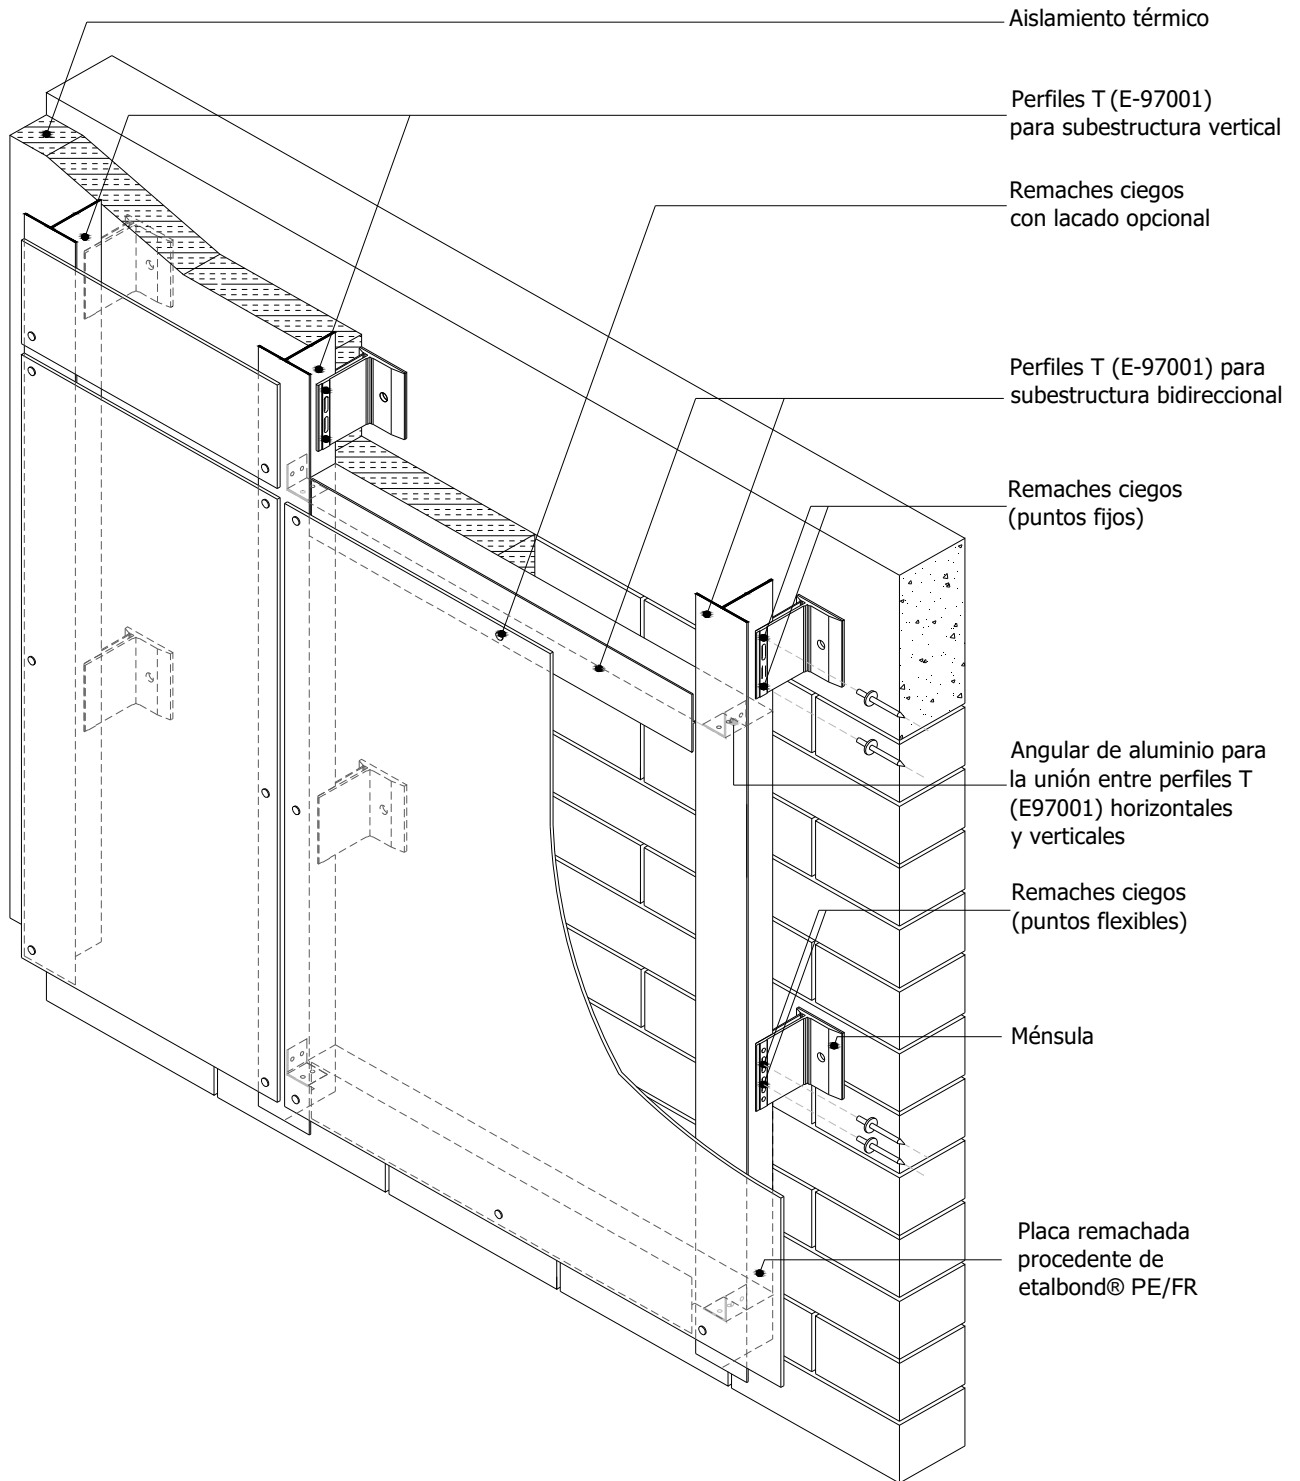 Aislamiento térmico
Perfiles T (E-97001)
para subestructura vertical
Remaches ciegos
con lacado opcional
Perfiles T (E-97001) para
subestructura bidireccional
Remaches ciegos
(puntos fijos)
Angular de aluminio para
la unión entre perfiles T
(E97001) horizontales
y verticales
Remaches ciegos
(puntos flexibles)
Ménsula
Placa remachada
procedente de
etalbond® PE/FR